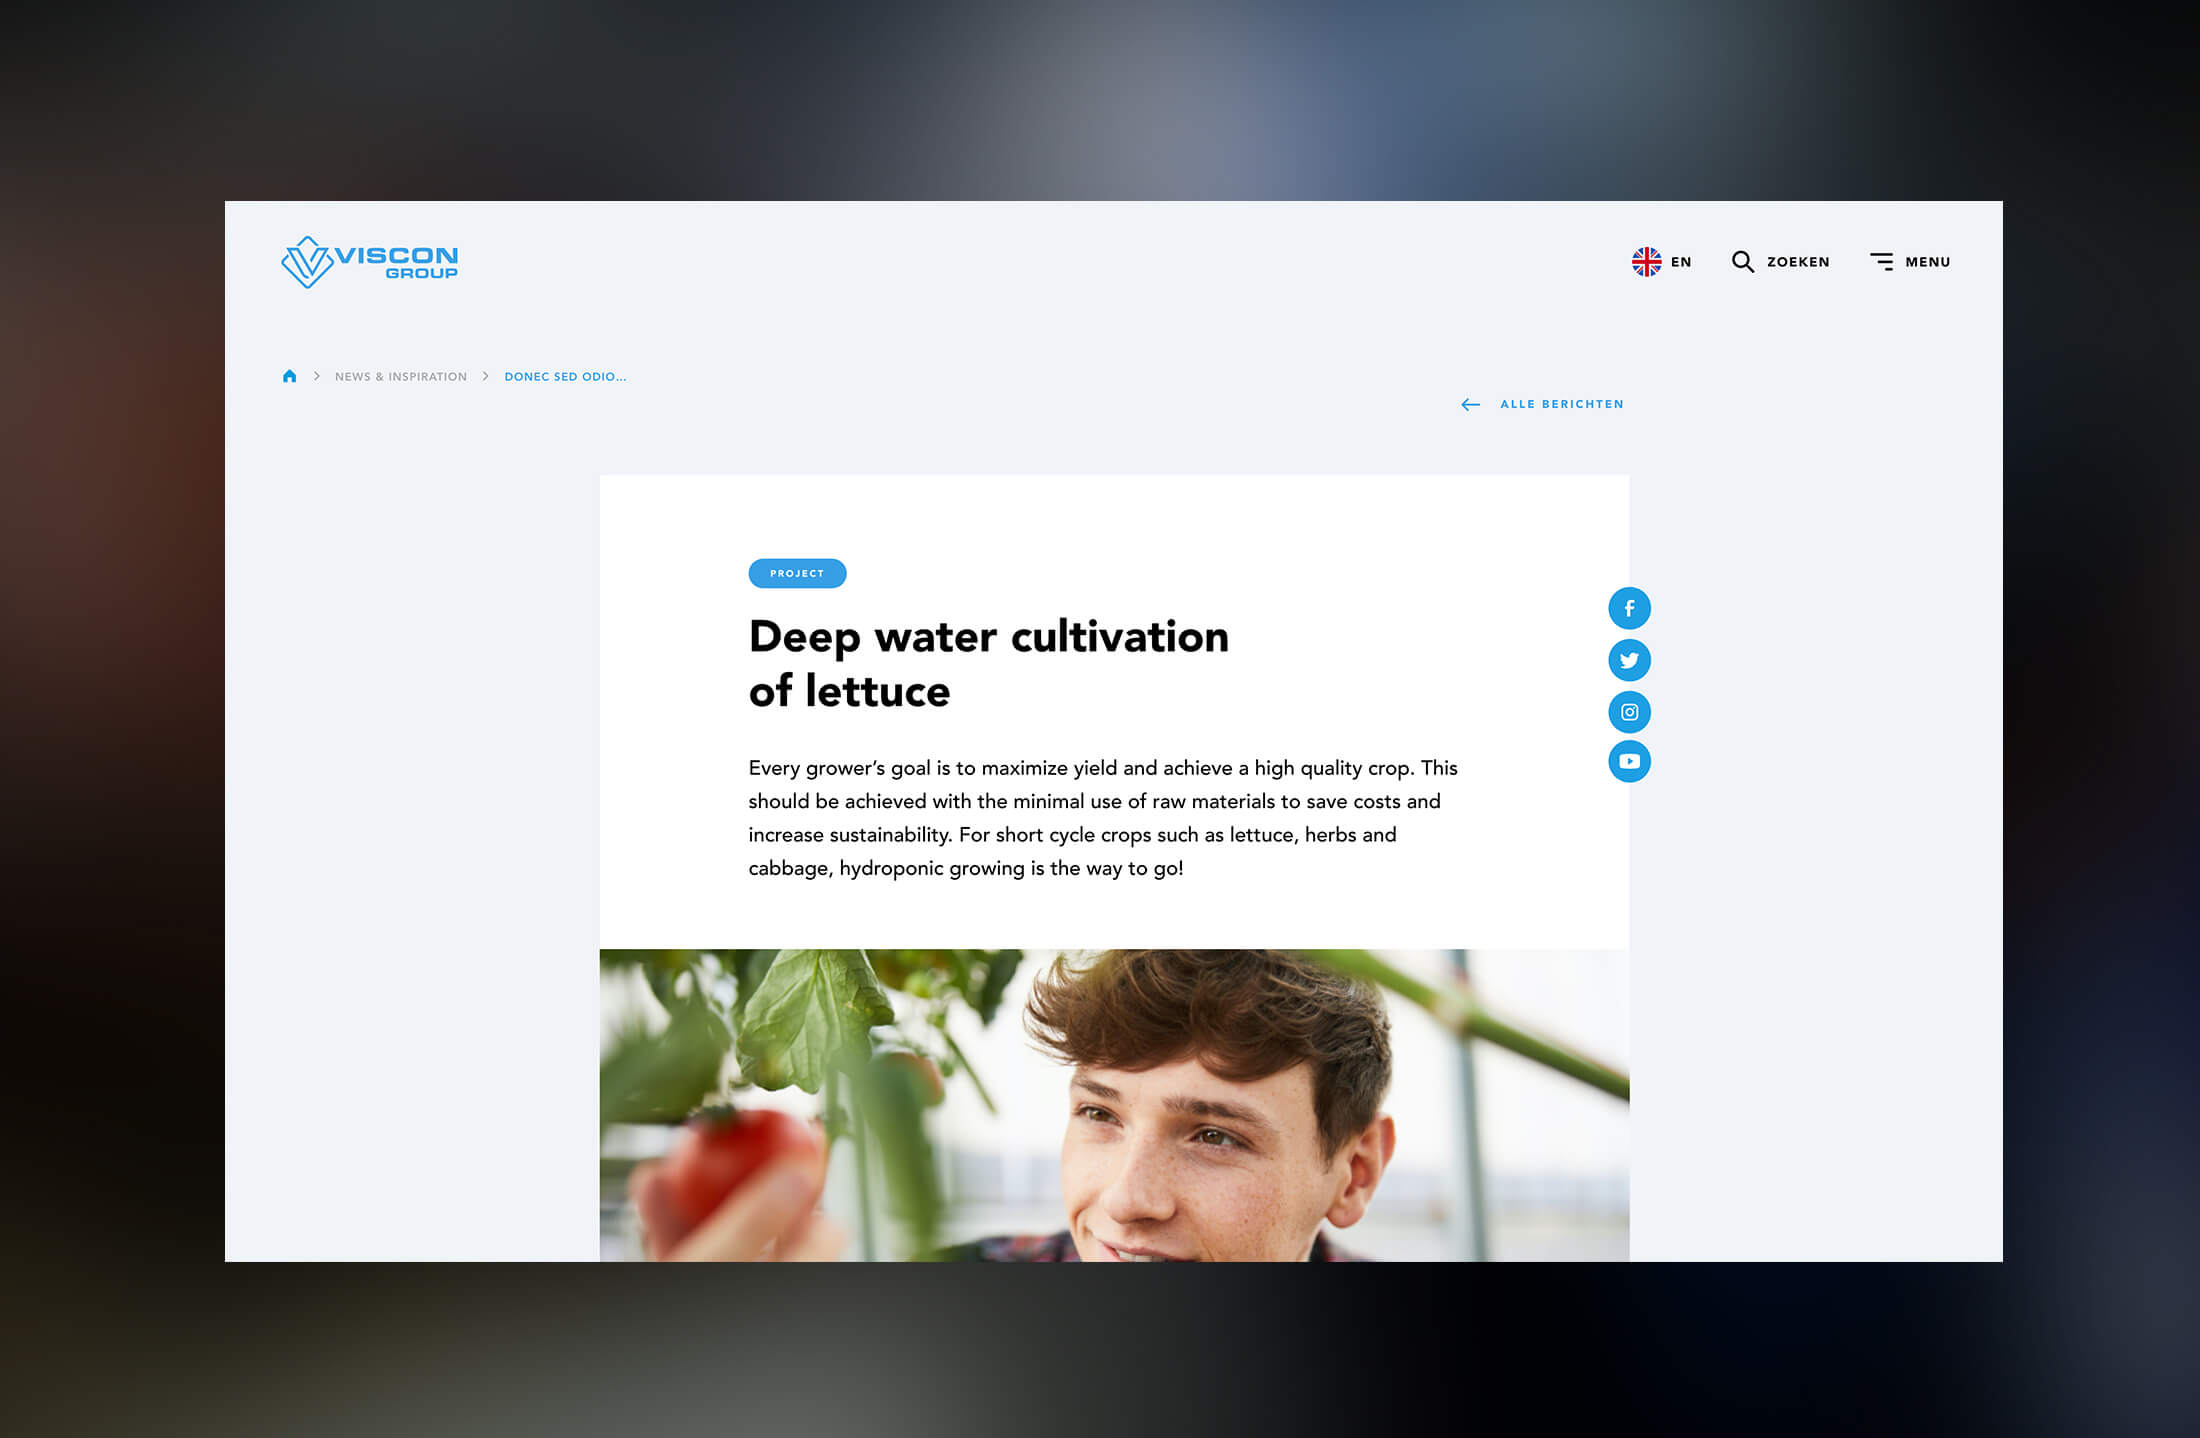 VISCON
GROUP
EN
ZOEKEN
MENU
NEWS & INSPIRATION
DONEC SED ODIO...
ALLE BERICHTEN
PROJECT
Deep water cultivation
of lettuce
Every grower’s goal is to maximize yield and achieve a high quality crop. This
should be achieved with the minimal use of raw materials to save costs and
increase sustainability. For short cycle crops such as lettuce, herbs and
cabbage, hydroponic growing is the way to go!